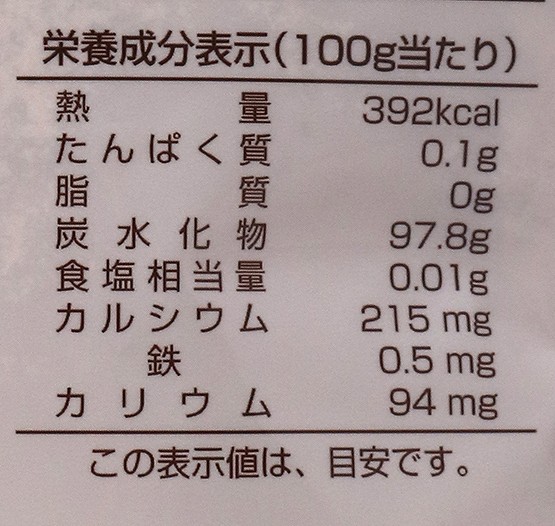 栄養成分表示(100g当たり)
熱量 392kcal
たんぱく質 0.1g
脂質 0g
炭水化物 97.8g
食塩相当量 0.01g
カルシウム 215 mg
鉄 0.5 mg
カリウム 94 mg
この表示値は、目安です。